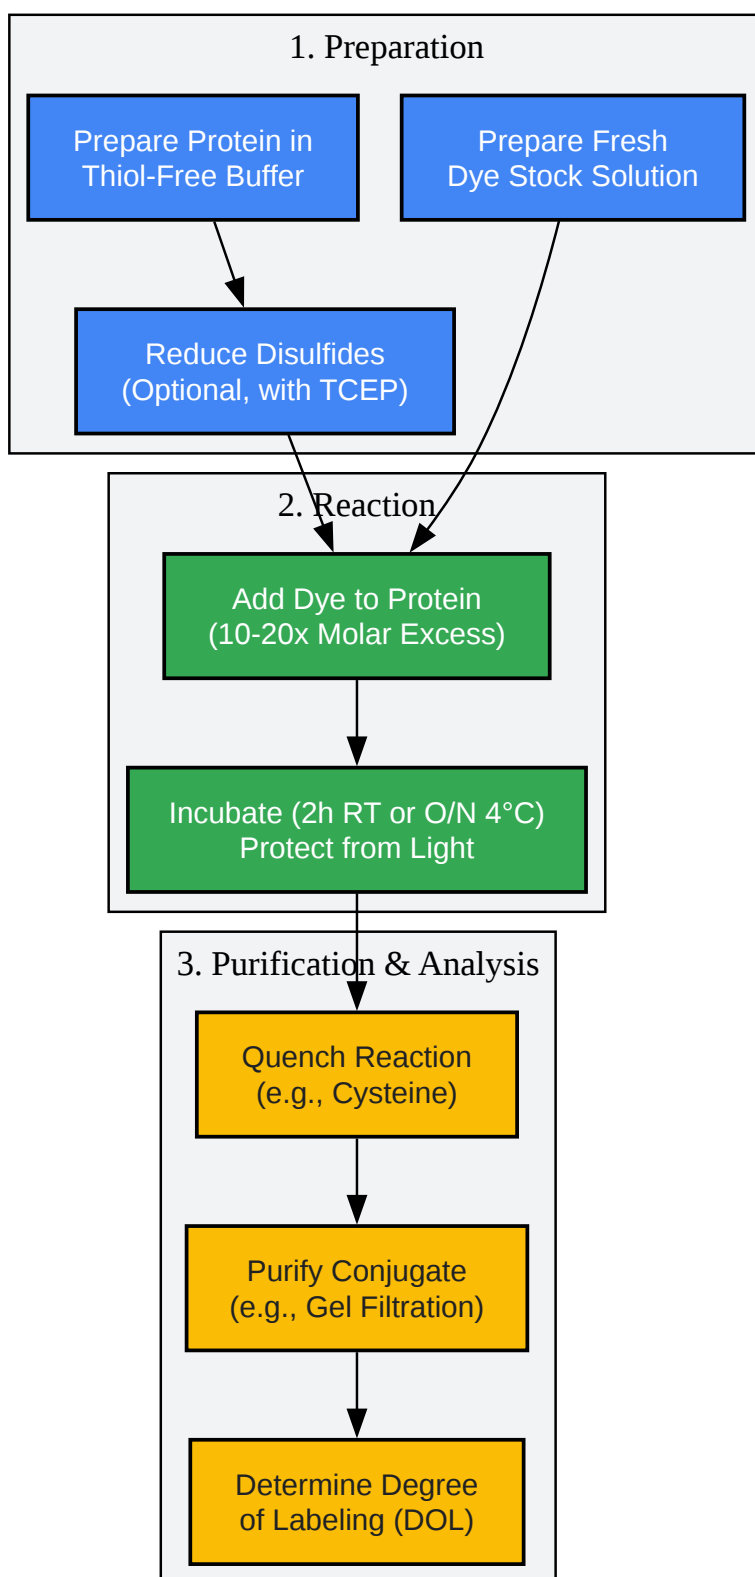 1. Preparation
Prepare Protein in
Thiol-Free Buffer
Prepare Fresh
Dye Stock Solution
Reduce Disulfides
(Optional, with TCEP)
2. Reaction
Add Dye to Protein
(10-20x Molar Excess)
Incubate (2h RT or O/N 4°C)
Protect from Light
3. Purification & Analysis
Quench Reaction
(e.g., Cysteine)
Purify Conjugate
(e.g., Gel Filtration)
Determine Degree
of Labeling (DOL)